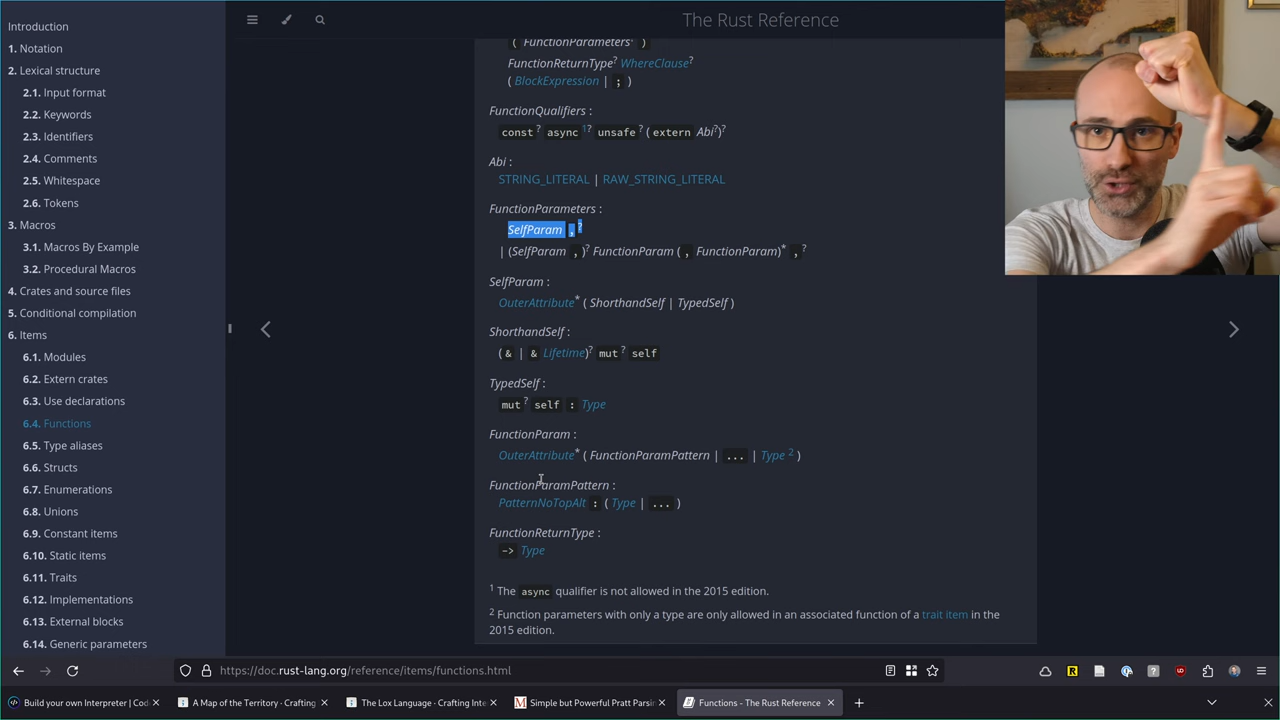 Introduction
1. Notation
2. Lexical structure
2.1. Input format
2.2. Keywords
2.3. Identifiers
2.4. Comments
2.5. Whitespace
2.6. Tokens
3. Macros
3.1. Macros By Example
3.2. Procedural Macros
4. Crates and source files
5. Conditional compilation
6. Items
6.1. Modules
6.2. Extern crates
6.3. Use declarations
6.4. Functions
6.5. Type aliases
6.6. Structs
6.7. Enumerations
6.8. Unions
6.9. Constant items
6.10. Static items
6.11. Traits
6.12. Implementations
6.13. External blocks
6.14. Generic parameters
The Rust Reference
( FunctionParameters? )
FunctionReturnType? WhereClause?
( BlockExpression | ; )
FunctionQualifiers :
const? async1? unsafe? (extern Abi?)?
Abi :
STRING_LITERAL | RAW_STRING_LITERAL
FunctionParameters :
SelfParam ,?
| (SelfParam ,)? FunctionParam (, FunctionParam)* ,?
SelfParam :
OuterAttribute* ( ShorthandSelf | TypedSelf )
ShorthandSelf :
(& | & Lifetime)? mut? self
TypedSelf :
mut? self : Type
FunctionParam :
OuterAttribute* ( FunctionParamPattern | ... | Type 2 )
FunctionParamPattern :
PatternNoTopAlt : ( Type | ... )
FunctionReturnType :
-> Type
1 The async qualifier is not allowed in the 2015 edition.
2 Function parameters with only a type are only allowed in an associated function of a trait item in the
2015 edition.
https://doc.rust-lang.org/reference/items/functions.html
Build your own Interpreter | Cod
A Map of the Territory · Crafting
The Lox Language · Crafting Inte
Simple but Powerful Pratt Parsin
Functions - The Rust Reference